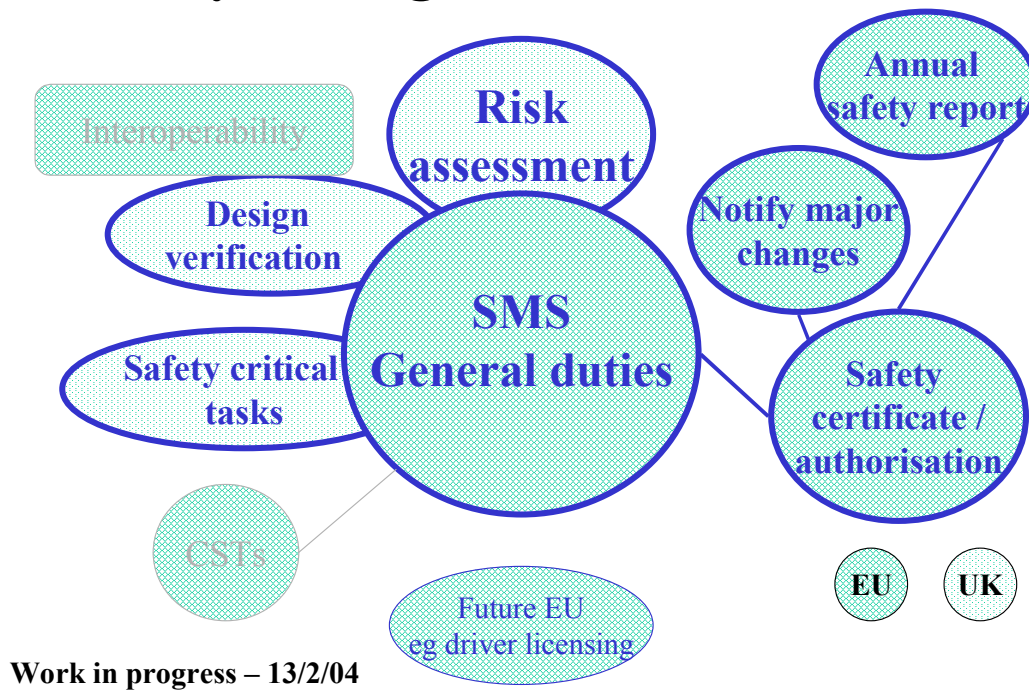 Annual
safety report
Risk
assessment
Interoperability
Notify major
changes
Design
verification
SMS
General duties
Safety critical
tasks
Safety
certificate /
authorisation
CSTs
EU
UK
Future EU
eg driver licensing
Work in progress – 13/2/04